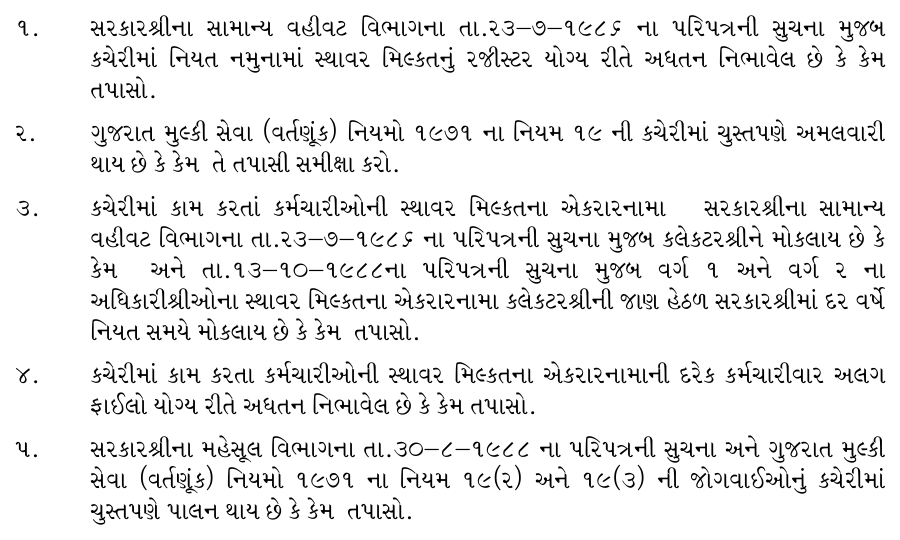 ૧. સરકારશ્રીના સામાન્ય વહીવટ વિભાગના તા.૨૩–૭–૧૯૮૬ ના પરિપત્રની સુચના મુજબ
કચેરીમાં નિયત નમુનામાં સ્થાવર મિલ્કતનું રજીસ્ટર યોગ્ય રીતે અધતન નિભાવેલ છે કે કેમ
તપાસો.
૨. ગુજરાત મુલ્કી સેવા (વર્તણૂંક) નિયમો ૧૯૭૧ ના નિયમ ૧૯ ની કચેરીમાં ચુસ્તપણે અમલવારી
થાય છે કે કેમ તે તપાસી સમીક્ષા કરો.
૩. કચેરીમાં કામ કરતાં કર્મચારીઓની સ્થાવર મિલ્કતના એકરારનામા સરકારશ્રીના સામાન્ય
વહીવટ વિભાગના તા.૨૩–૭–૧૯૮૬ ના પરિપત્રની સુચના મુજબ કલેકટરશ્રીને મોકલાય છે કે
કેમ અને તા.૧૩–૧૦–૧૯૮૮ના પરિપત્રની સુચના મુજબ વર્ગ ૧ અને વર્ગ ૨ ના
અધિકારીશ્રીઓના સ્થાવર મિલ્કતના એકરારનામા કલેકટરશ્રીની જાણ હેઠળ સરકારશ્રીમાં દર વર્ષે
નિયત સમયે મોકલાય છે કે કેમ તપાસો.
૪. કચેરીમાં કામ કરતા કર્મચારીઓની સ્થાવર મિલ્કતના એકરારનામાની દરેક કર્મચારીવાર અલગ
ફાઈલો યોગ્ય રીતે અધતન નિભાવેલ છે કે કેમ તપાસો.
૫. સરકારશ્રીના મહેસૂલ વિભાગના તા.૩૦–૮–૧૯૮૮ ના પરિપત્રની સુચના અને ગુજરાત મુલ્કી
સેવા (વર્તણૂંક) નિયમો ૧૯૭૧ ના નિયમ ૧૯(૨) અને ૧૯(૩) ની જોગવાઈઓનું કચેરીમાં
ચુસ્તપણે પાલન થાય છે કે કેમ તપાસો.